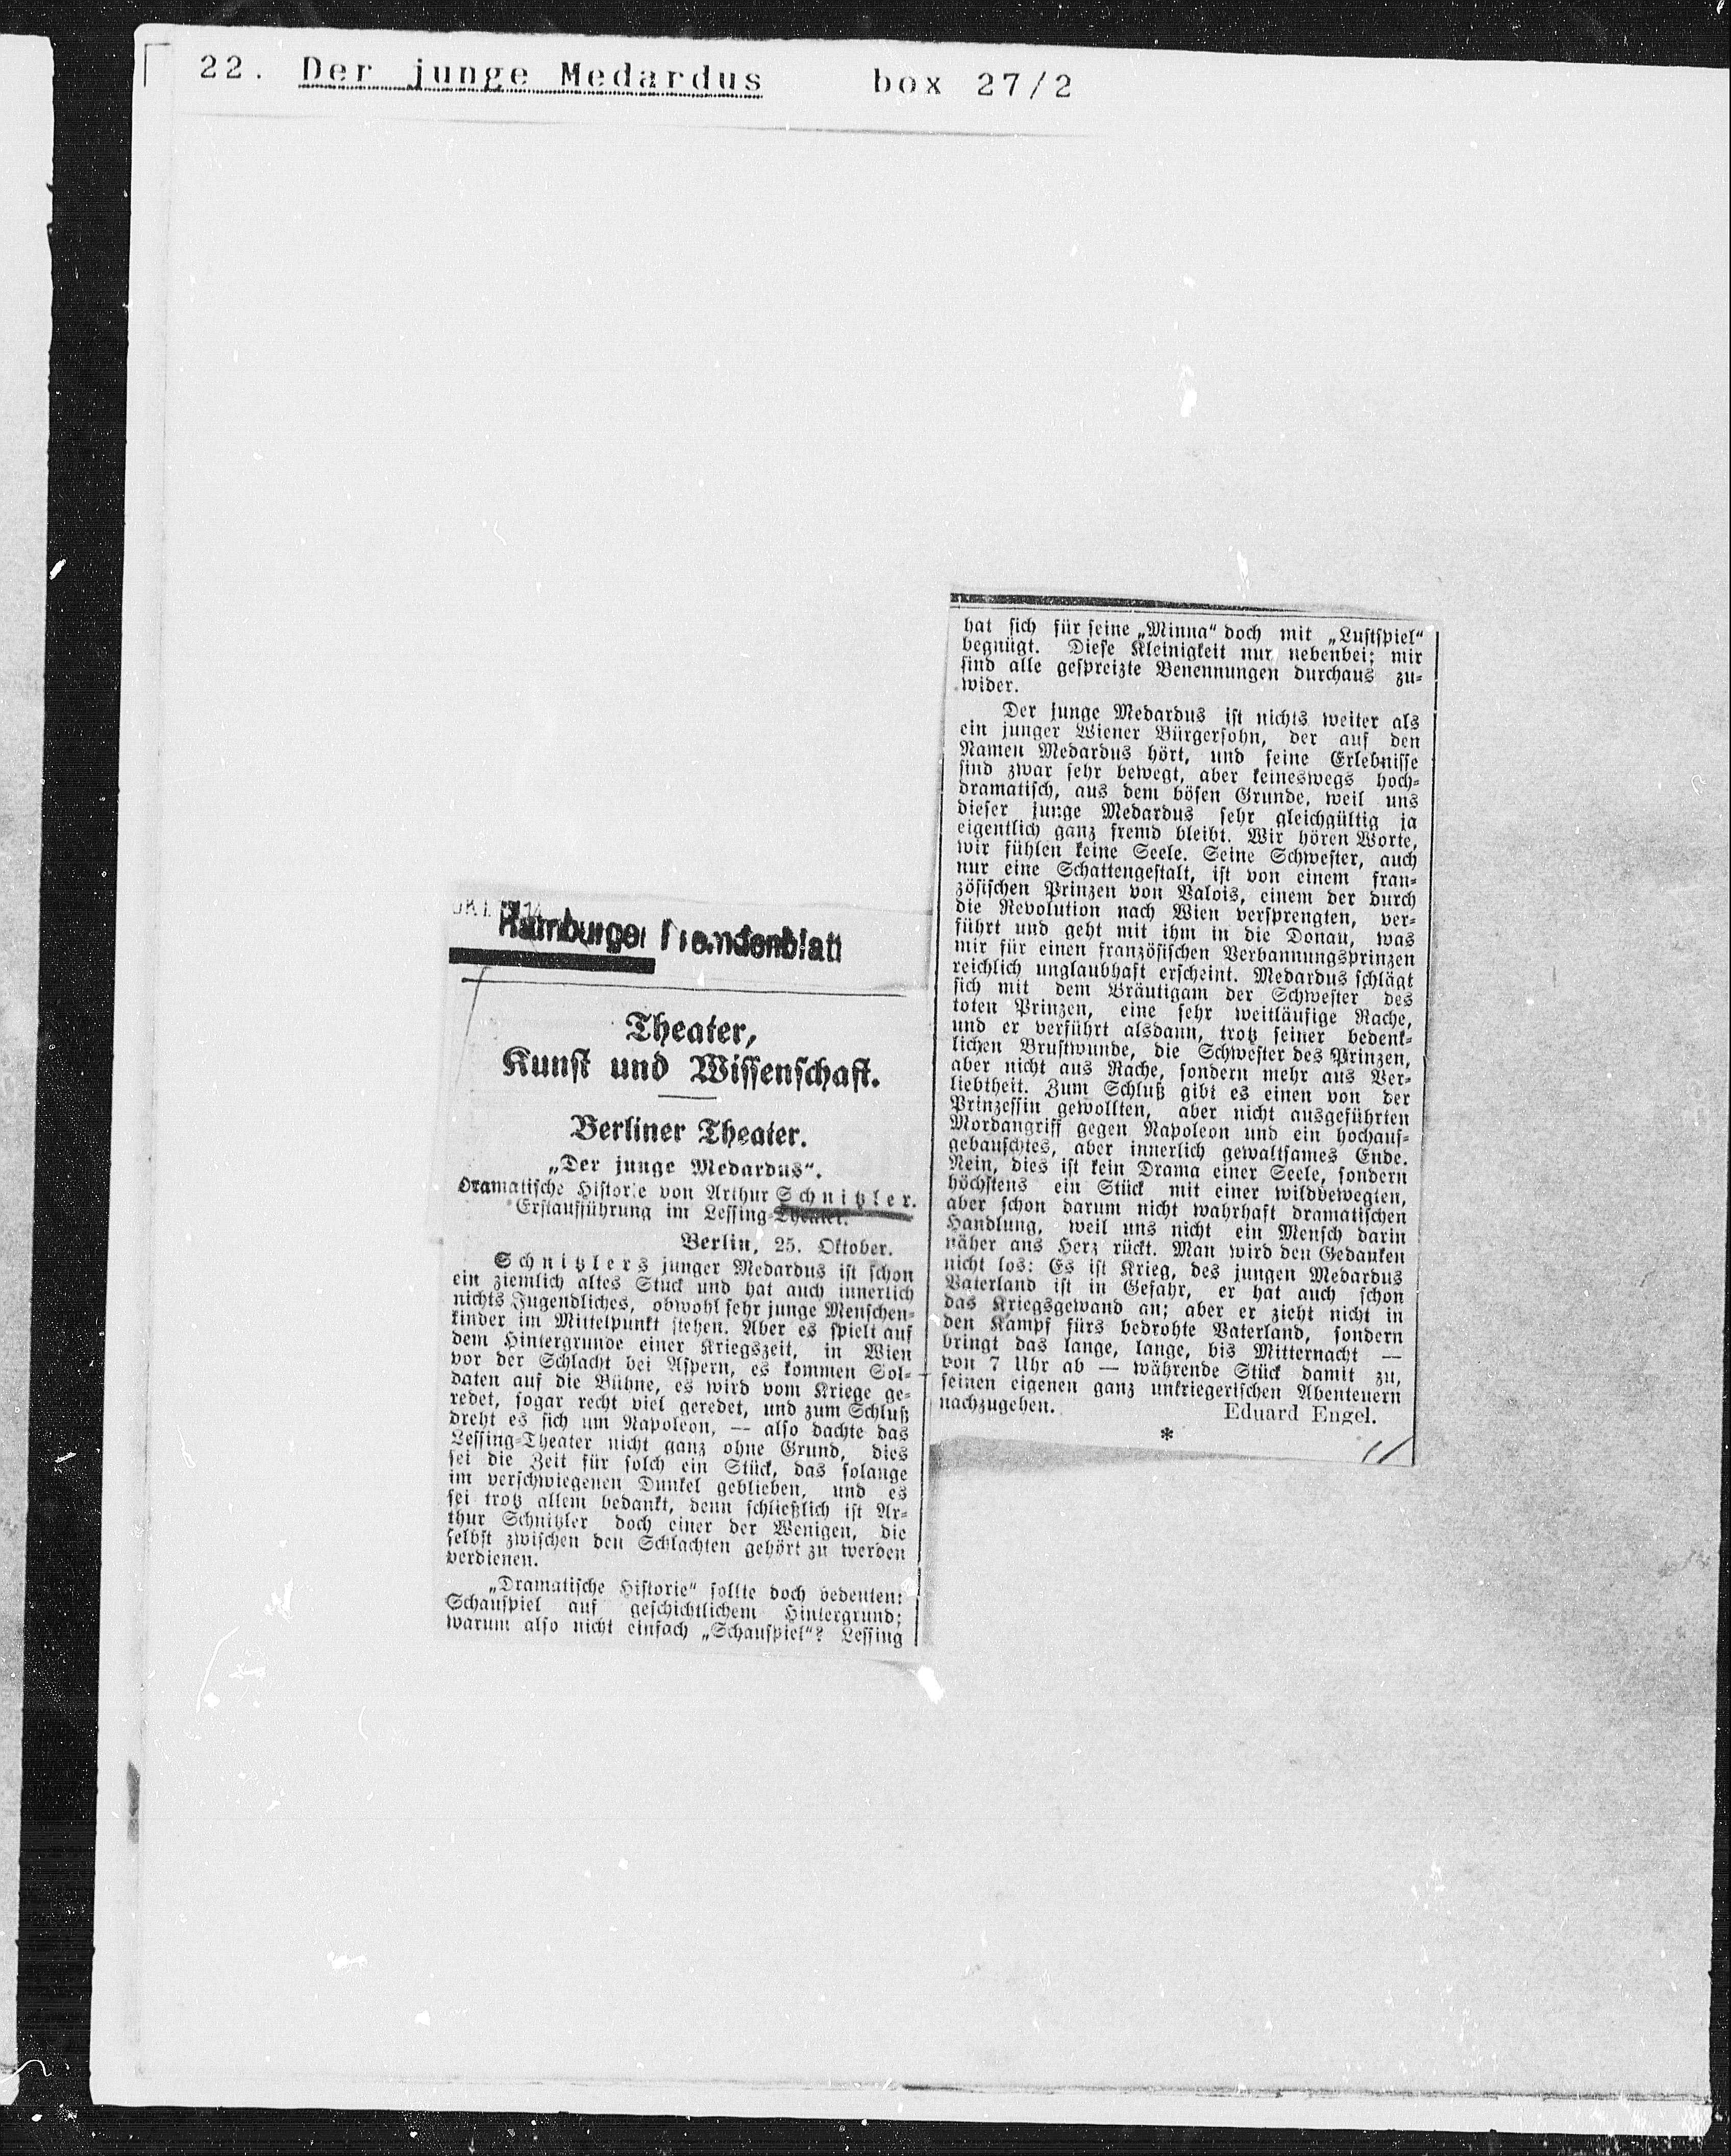 22. Der junge Medardus box 27/2
Hamburger Fremdenblatt
Theater,
Kunst und Wissenschaft.
Berliner Theater.
„Der junge Medardus“.
Dramatische Historie von Arthur Schnitzler.
Erstaufführung im Lessing-Theater.
Berlin, 25. Oktober.
Schnitzlers junger Medardus ist schon
ein ziemlich altes Stück und hat auch innerlich
nichts Jugendliches, obwohl sehr junge Menschen-
kinder im Mittelpunkt stehen. Aber es spielt auf
dem Hintergrunde einer Kriegszeit, in Wien
vor der Schlacht bei Aspern, es kommen Sol-
daten auf die Bühne, es wird vom Kriege ge-
redet, sogar recht viel geredet, und zum Schluß
dreht es sich um Napoleon, — also dachte das
Lessing-Theater nicht ganz ohne Grund, dies
sei die Zeit für solch ein Stück, das solange
im verschwiegenen Dunkel geblieben, und es
sei trotz allem bedankt, denn schließlich ist Ar-
thur Schnitzler doch einer der Wenigen, die
selbst zwischen den Schlachten gehört zu werden
verdienen.
„Dramatische Historie“ sollte doch bedeuten:
Schauspiel auf geschichtlichem Hintergrund;
warum also nicht einfach „Schauspiel“? Lessing
hat sich für seine „Minna“ doch mit „Lustspiel“
begnügt. Diese Kleinigkeit nur nebenbei; mir
sind alle gespreizte Benennungen durchaus zu-
wider.
Der junge Medardus ist nichts weiter als
ein junger Wiener Bürgersohn, der auf den
Namen Medardus hört, und seine Erlebnisse
sind zwar sehr bewegt, aber keineswegs hoch-
dramatisch, aus dem bösen Grunde, weil uns
dieser junge Medardus sehr gleichgültig ja
eigentlich ganz fremd bleibt. Wir hören Worte,
wir fühlen keine Seele. Seine Schwester, auch
nur eine Schattengestalt, ist von einem fran-
zösischen Prinzen von Valois, einem der durch
die Revolution nach Wien versprengten, ver-
führt und geht mit ihm in die Donau, was
mir für einen französischen Verbannungsprinzen
reichlich unglaubhaft erscheint. Medardus schlägt
sich mit dem Bräutigam der Schwester des
toten Prinzen, eine sehr weitläufige Rache,
und er verführt alsdann, trotz seiner bedenk-
lichen Brustwunde, die Schwester des Prinzen,
aber nicht aus Rache, sondern mehr aus Ver-
liebtheit. Zum Schluß gibt es einen von der
Prinzessin gewollten, aber nicht ausgeführten
Mordangriff gegen Napoleon und ein hochauf-
gebauschtes, aber innerlich gewaltsames Ende.
Nein, dies ist kein Drama einer Seele, sondern
höchstens ein Stück mit einer wildbewegten,
aber schon darum nicht wahrhaft dramatischen
Handlung, weil uns nicht ein Mensch darin
näher ans Herz rückt. Man wird den Gedanken
nicht los: Es ist Krieg, des jungen Medardus
Vaterland ist in Gefahr, er hat auch schon
das Kriegsgewand an; aber er zieht nicht in
den Kampf fürs bedrohte Vaterland, sondern
bringt das lange, lange, bis Mitternacht —
von 7 Uhr ab — währende Stück damit zu,
seinen eigenen ganz unkriegerischen Abenteuern
nachzugehen. Eduard Engel.
*